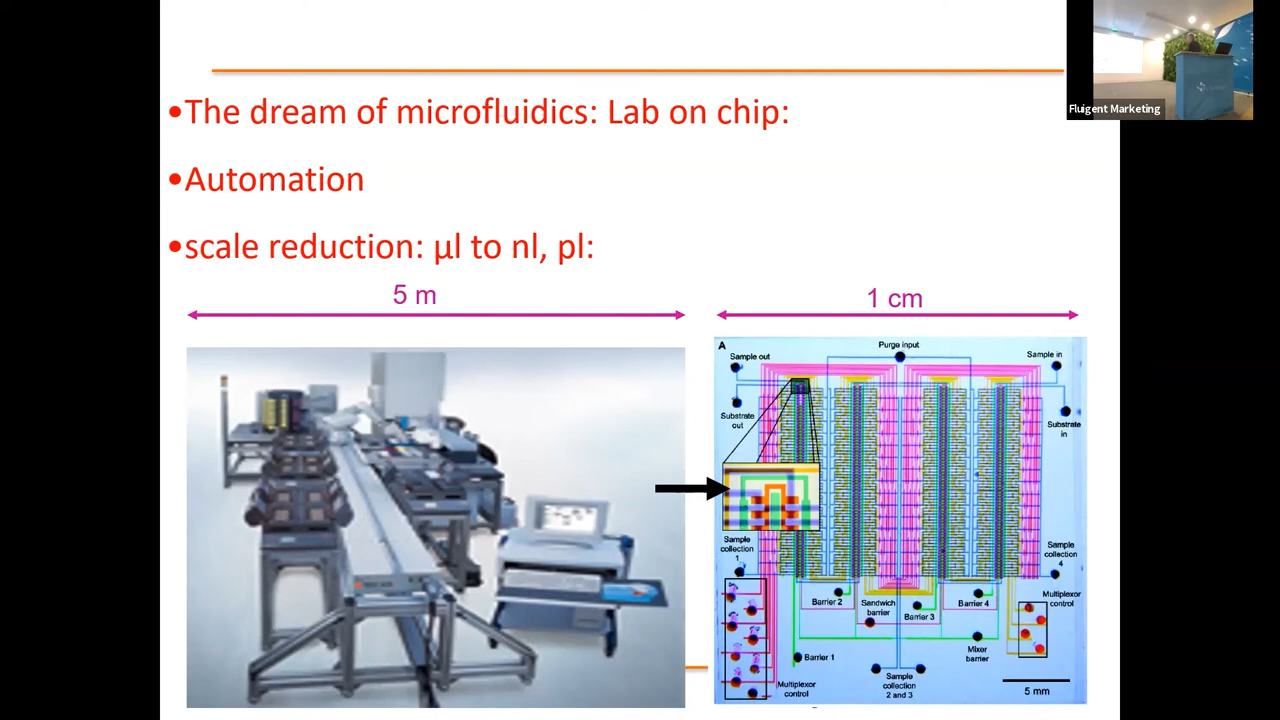 •The dream of microfluidics: Lab on chip:
•Automation
•scale reduction: µl to nl, pl:
5 m
1 cm
Fluigent Marketing
A
Purge input
Sample out
Sample in
Substrate
out
Substrate
in
Sample
collection
1
Sample
collection
4
Barrier 2
Sandwich
barrier
Barrier 3
Barrier 4
Multiplexor
control
Barrier 1
Mixer
barrier
Multiplexor
control
Sample
collection
2 and 3
5 mm